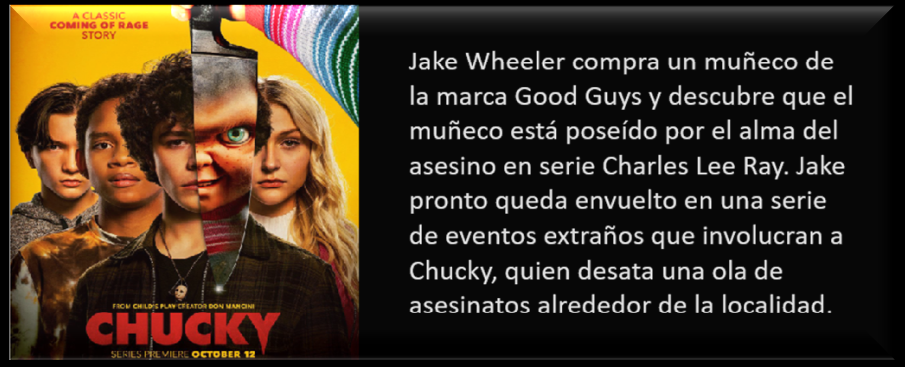 A CLASSIC
COMING OF RAGE
STORY
FROM CHILD'S PLAY CREATOR DON MANCINI
CHUCKY
SERIES PREMIERE OCTOBER 12
Jake Wheeler compra un muñeco de
la marca Good Guys y descubre que el
muñeco está poseído por el alma del
asesino en serie Charles Lee Ray. Jake
pronto queda envuelto en una serie
de eventos extraños que involucran a
Chucky, quien desata una ola de
asesinatos alrededor de la localidad.